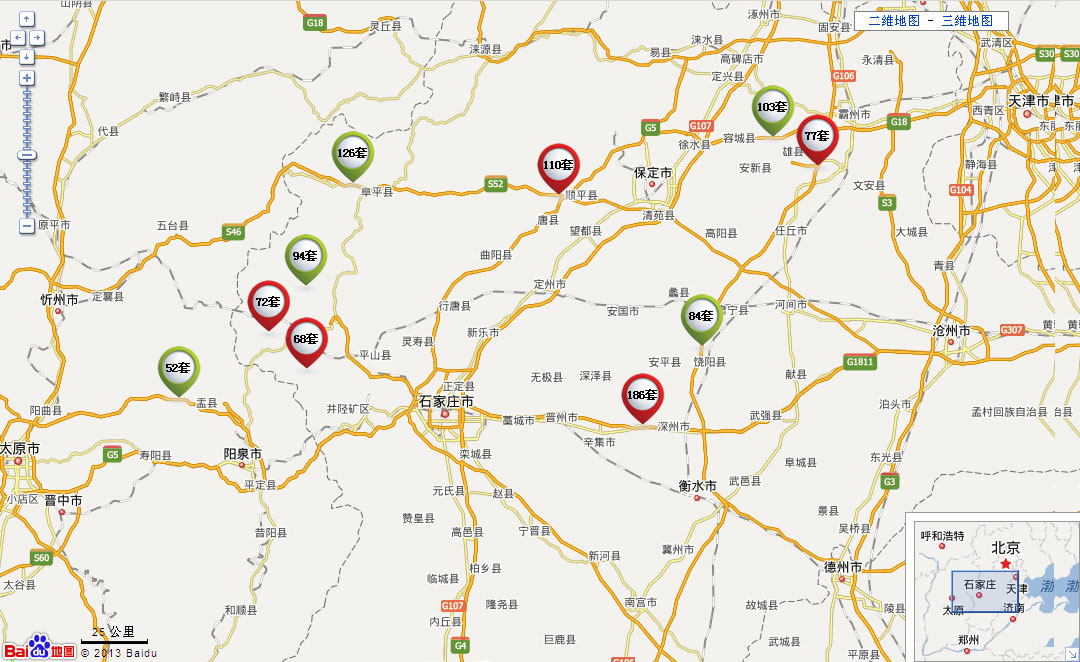 山阴县
G18
灵丘县
涞源县
涿州市
固安县
二维地图 - 三维地图
武清区
S30
S30
涞水县
易县
高碑店市
定兴县
永清县
G106
繁峙县
代县
103套
霸州市
G18
西青区
天津市
津市
126套
G5
G107
77套
徐水县
容城县
雄县
110套
保定市
安新县
静海县
阜平县
S52
顺平县
文安县
G104
S3
原平市
五台县
S46
唐县
清苑县
望都县
高阳县
任丘市
大城县
94套
曲阳县
青县
72套
定州市
蠡县
忻州市
定襄县
行唐县
安国市
84套
肃宁县
河间市
沧州市
G307
68套
新乐市
灵寿县
平山县
52套
安平县
饶阳县
G1811
无极县
深泽县
献县
186套
正定县
盂县
阳曲县
井陉矿区
石家庄市
藁城市
晋州市
深州市
武强县
泊头市
孟村回族自治县
台县
辛集市
太原市
G5
寿阳县
阳泉市
栾城县
阜城县
东光县
平定县
元氏县
赵县
衡水市
武邑县
G3
小店区
晋中市
赞皇县
高邑县
宁晋县
景县
吴桥县
昔阳县
呼和浩特
北京
S60
新河县
冀州市
德州市
柏乡县
临城县
石家庄
天津
渤
渤
太谷县
和顺县
G107
隆尧县
南宫市
故城县
陵县
太原
济南
内丘县
25 公里
巨鹿县
武城县
平原县
郑州
G4
Baidu地图
© 2013 Baidu